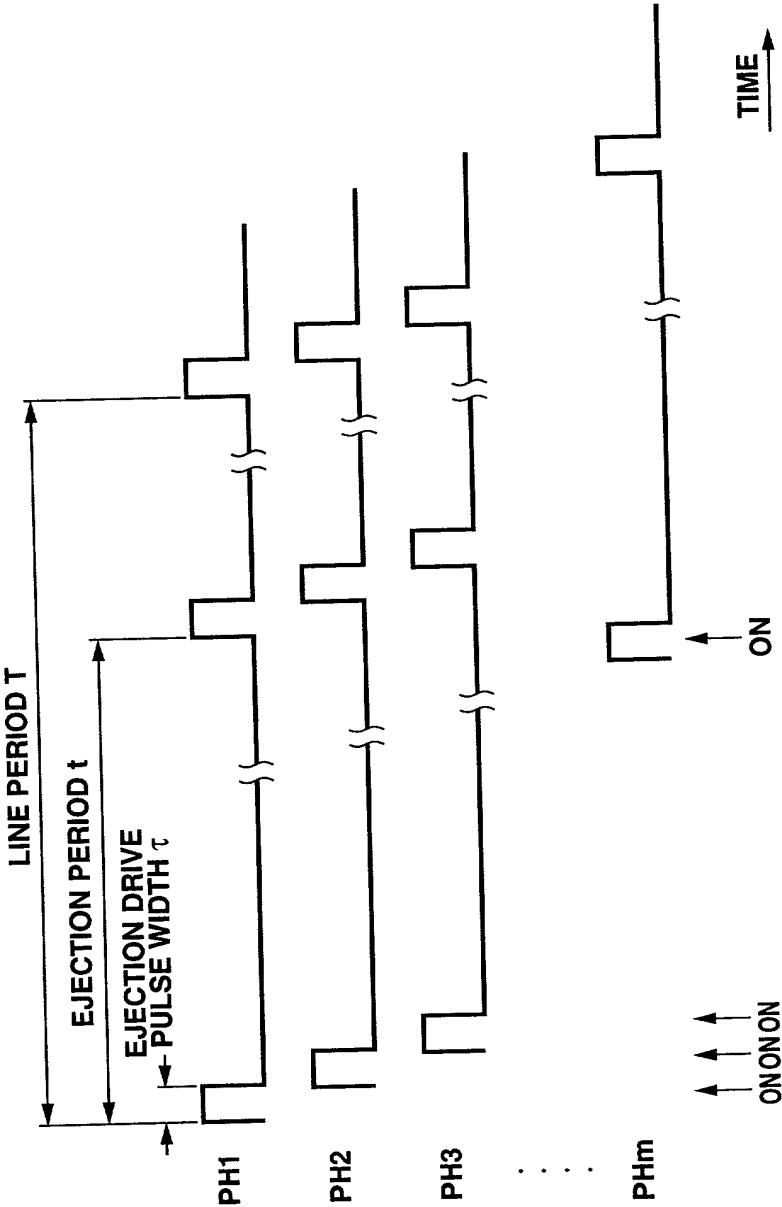 LINE PERIOD T
EJECTION PERIOD t
EJECTION DRIVE
PULSE WIDTH τ
PH1
PH2
PH3
. . . .
PHm
ON ON ON
ON
TIME